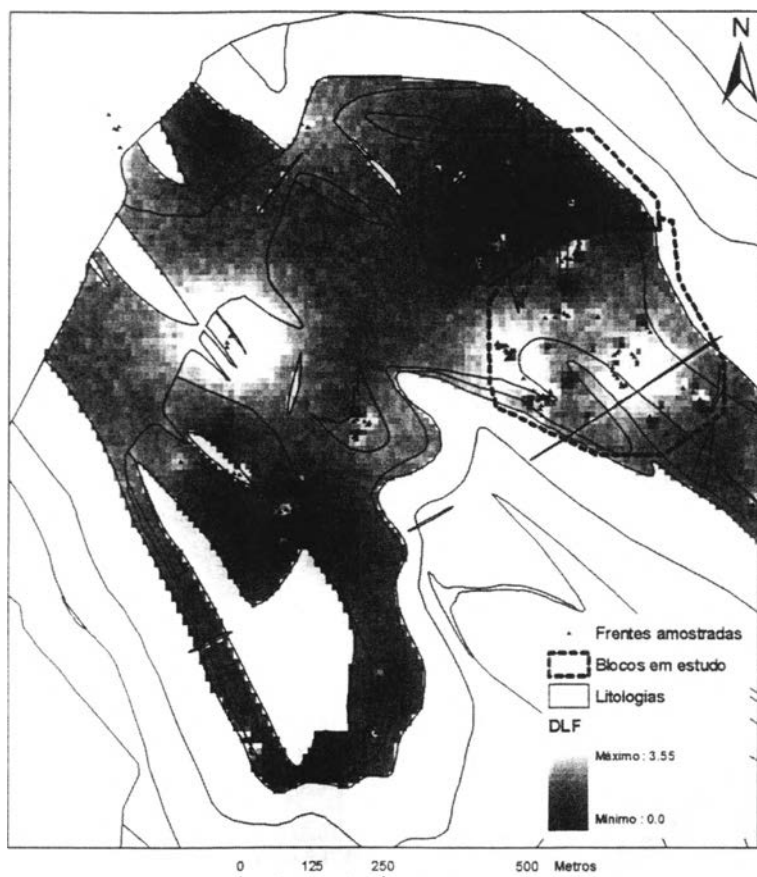 N
Frentes amostradas
Blocos em estudo
Litologias
DLF
Máximo : 3.55
Mínimo : 0.0
0 125 250 500 Metros